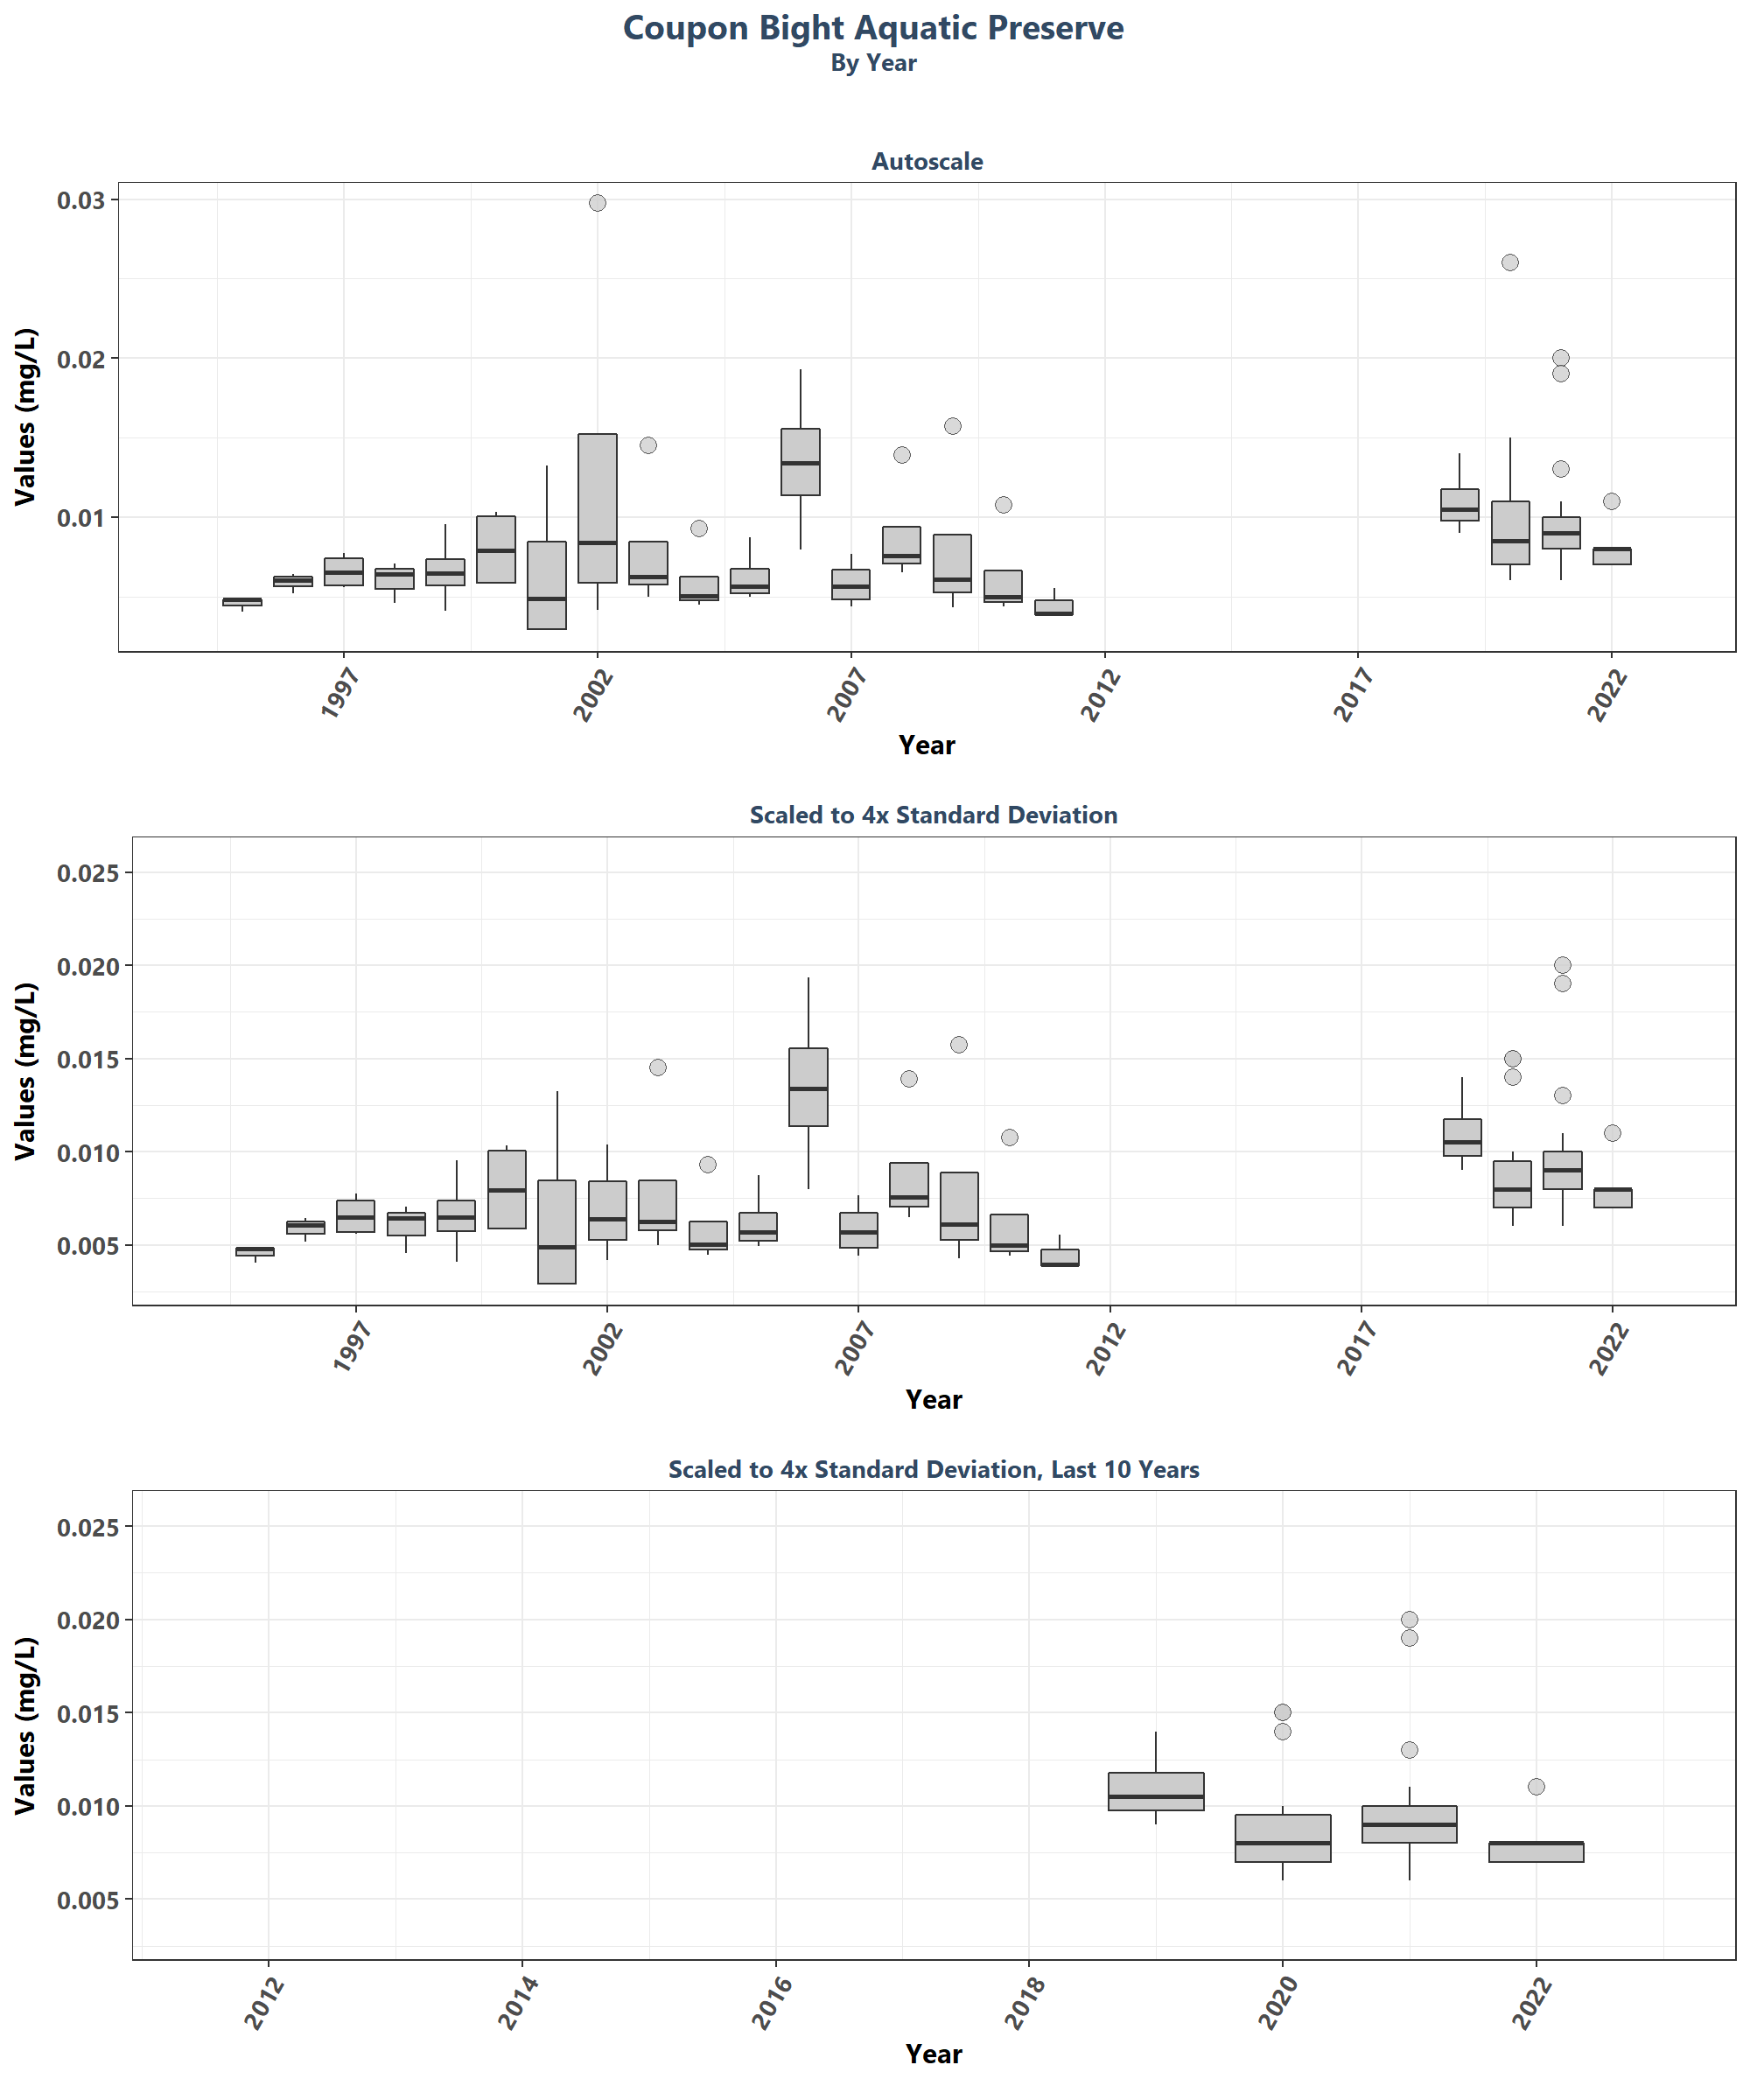 Coupon Bight Aquatic Preserve
By Year
Autoscale
0.03
0.02
0.01
Values (mg/L)
1997
2002
2007
2012
2017
2022
Year
Scaled to 4x Standard Deviation
0.025
0.020
0.015
0.010
0.005
Values (mg/L)
1997
2002
2007
2012
2017
2022
Year
Scaled to 4x Standard Deviation, Last 10 Years
0.025
0.020
0.015
0.010
0.005
Values (mg/L)
2012
2014
2016
2018
2020
2022
Year